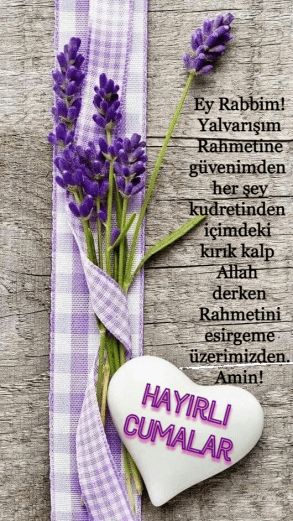 Ey Rabbim!
Yalvarışım
Rahmetine
güvenimden
her şey
kudretinden
içimdeki
kırık kalp
Allah
derken
Rahmetini
esirgeme
üzerimizden.
Amin!
HAYIRLI
CUMALAR